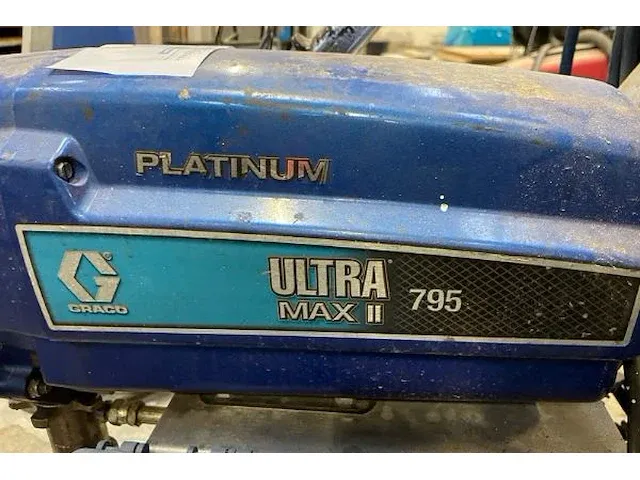 PLATINUM
G®
GRACO
ULTRA
MAX II 795